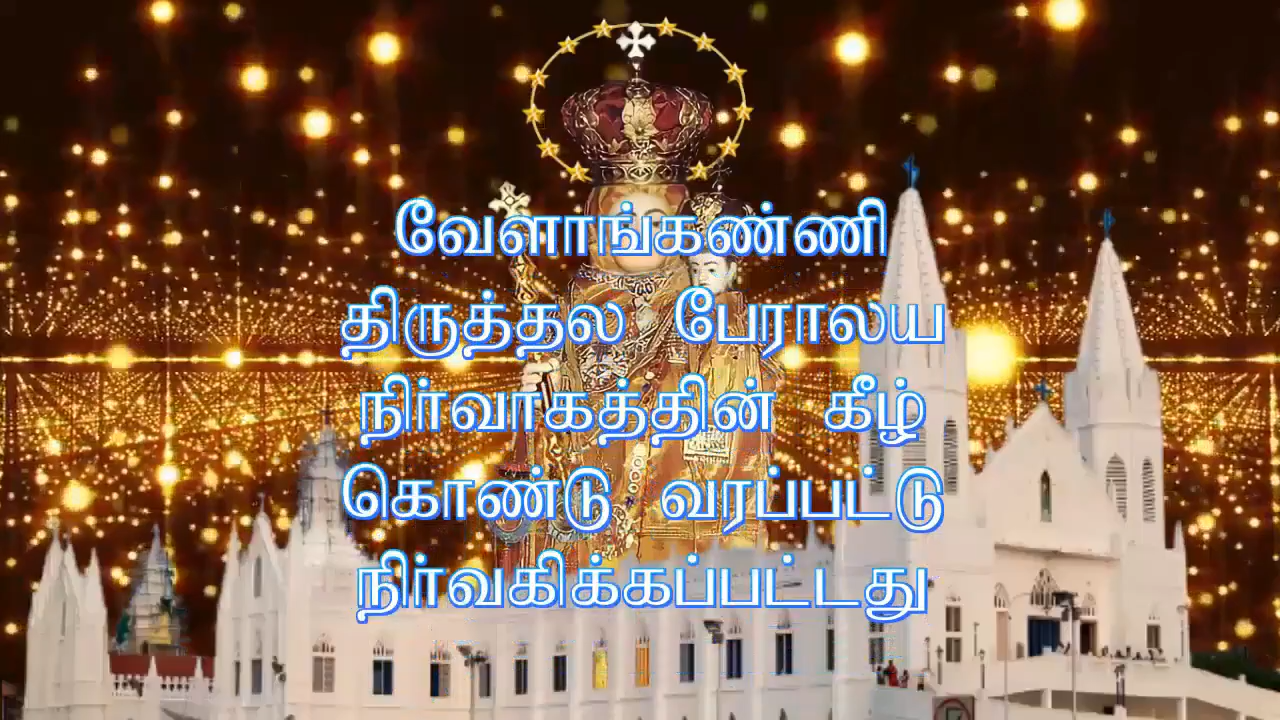 வேளாங்கண்ணி
திருத்தல பேராலய
நிர்வாகத்தின் கீழ்
கொண்டு வரப்பட்டு
நிர்வகிக்கப்பட்டது